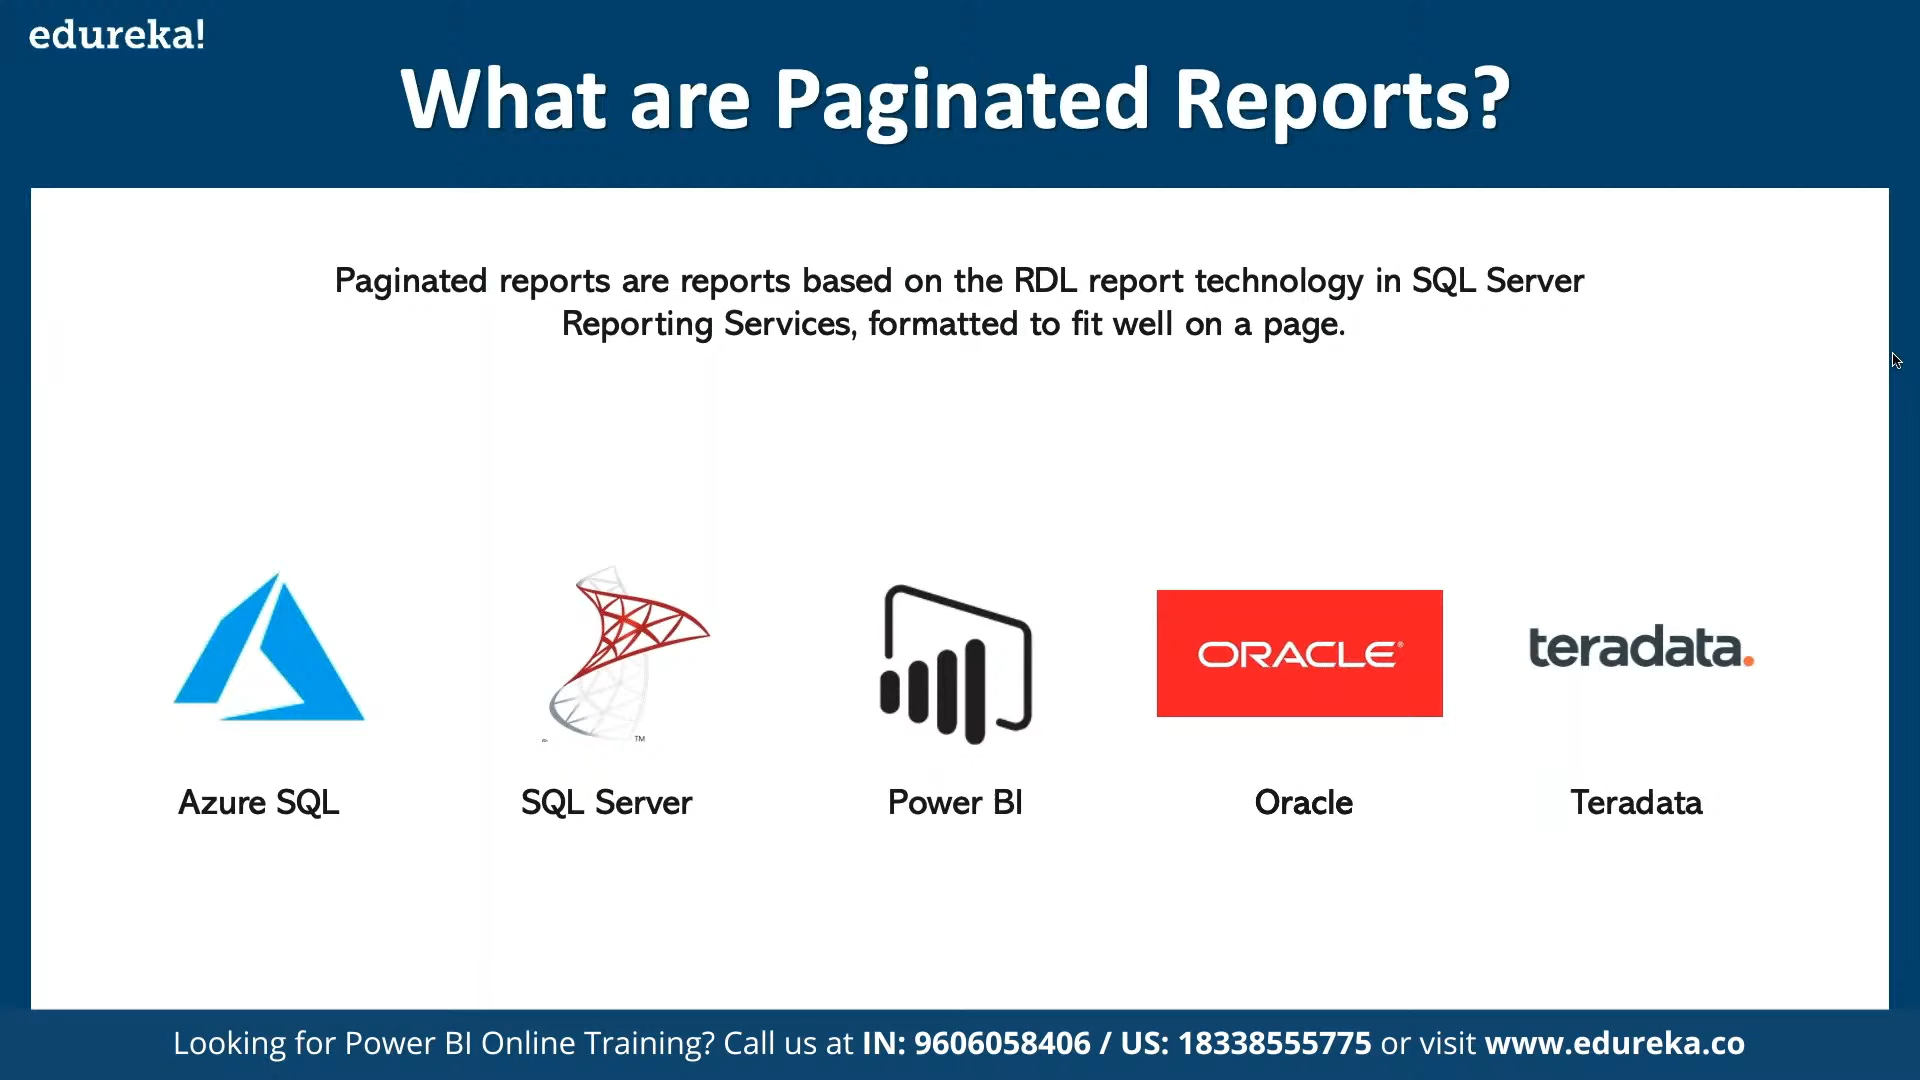 edureka!
What are Paginated Reports?
Paginated reports are reports based on the RDL report technology in SQL Server
Reporting Services, formatted to fit well on a page.
TM
ORACLE®
teradata.
Azure SQL
SQL Server
Power BI
Oracle
Teradata
Looking for Power BI Online Training? Call us at IN: 9606058406 / US: 18338555775 or visit www.edureka.co